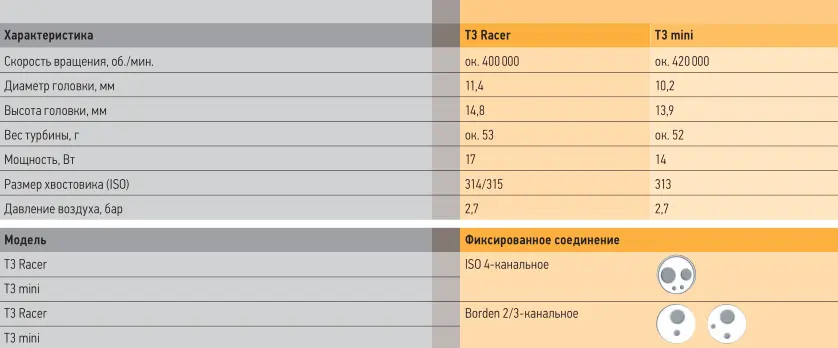 Характеристика T3 Racer T3 mini
Скорость вращения, об./мин. ок. 400 000 ок. 420 000
Диаметр головки, мм 11,4 10,2
Высота головки, мм 14,8 13,9
Вес турбины, г ок. 53 ок. 52
Мощность, Вт 17 14
Размер хвостовика (ISO) 314/315 313
Давление воздуха, бар 2,7 2,7
Модель Фиксированное соединение
T3 Racer ISO 4-канальное
T3 mini
T3 Racer Borden 2/3-канальное
T3 mini